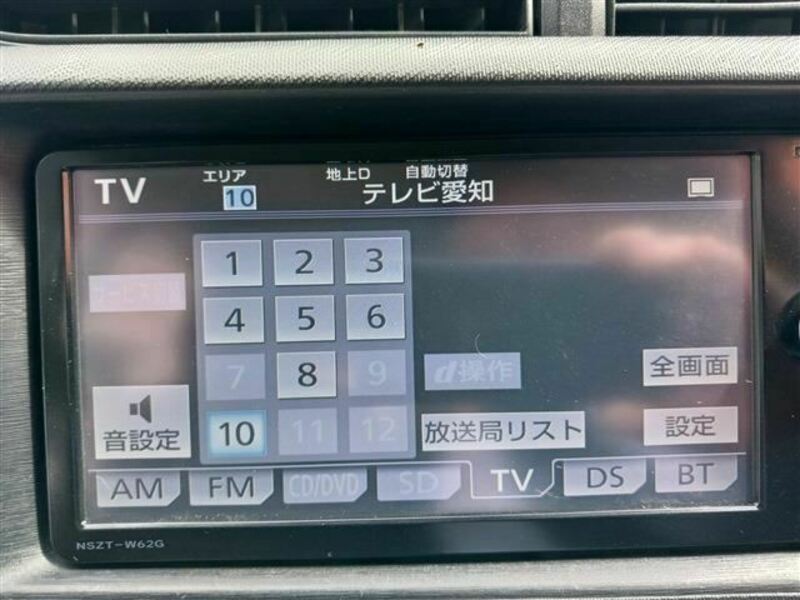 TV
エリア
10
地上D
自動切替
テレビ愛知
1 2 3
4 5 6
7 8 9
10 11 12
d操作
全画面
音設定
放送局リスト
設定
AM FM CD/DVD SD TV DS BT
NSZT-W62G